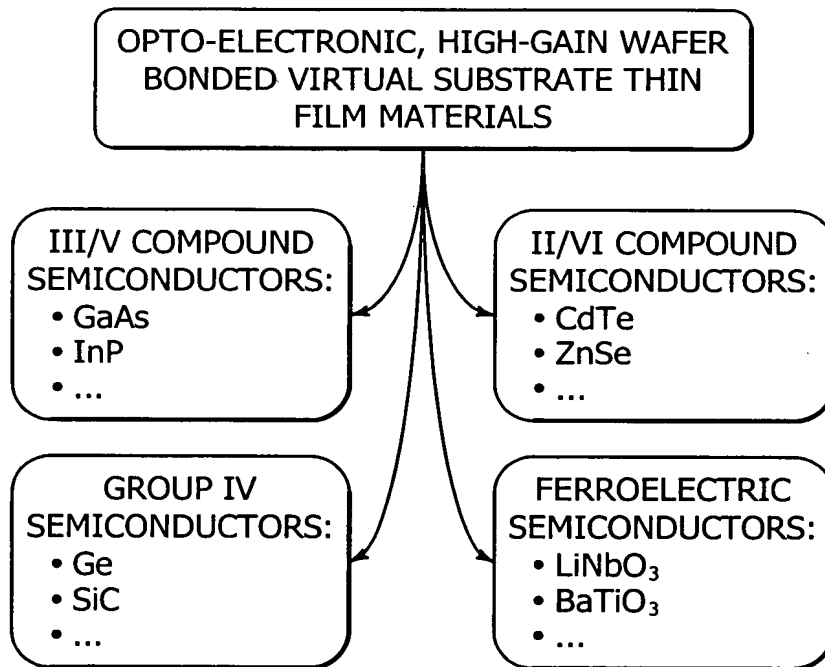 OPTO-ELECTRONIC, HIGH-GAIN WAFER
BONDED VIRTUAL SUBSTRATE THIN
FILM MATERIALS
III/V COMPOUND
SEMICONDUCTORS:
• GaAs
• InP
• ...
II/VI COMPOUND
SEMICONDUCTORS:
• CdTe
• ZnSe
• ...
GROUP IV
SEMICONDUCTORS:
• Ge
• SiC
• ...
FERROELECTRIC
SEMICONDUCTORS:
• LiNbO₃
• BaTiO₃
• ...